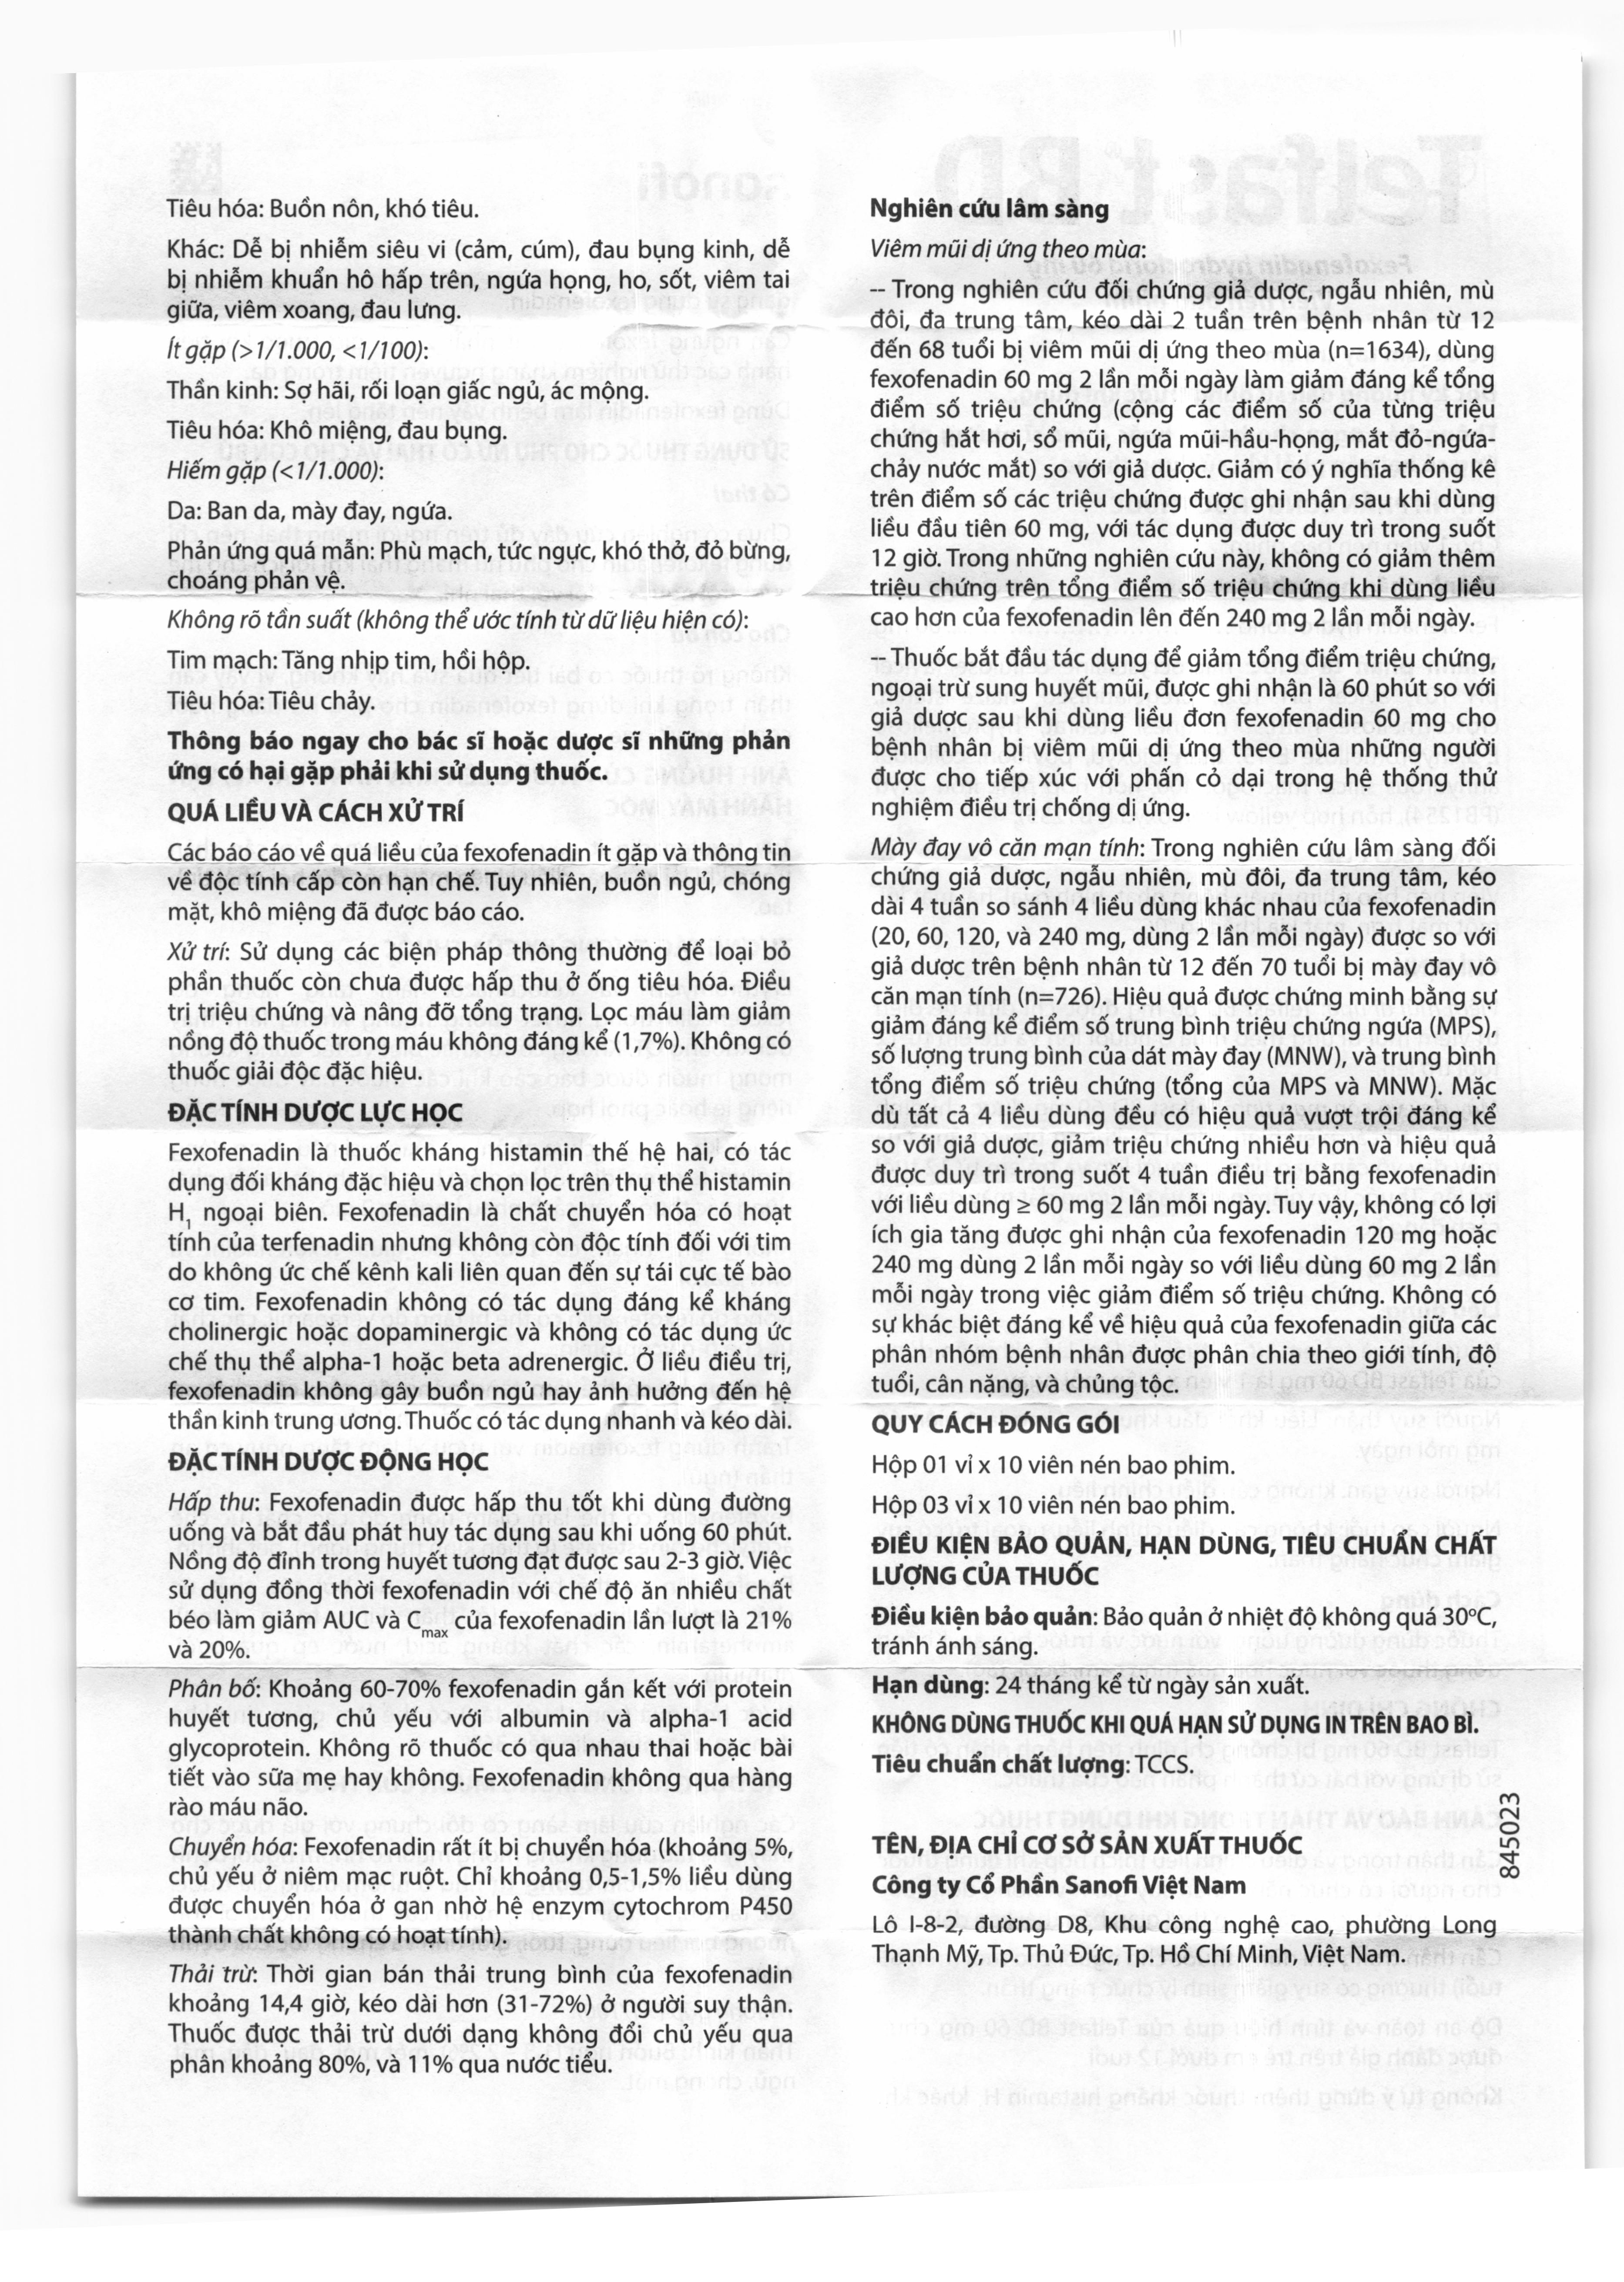 Tiêu hóa: Buồn nôn, khó tiêu.
Khác: Dễ bị nhiễm siêu vi (cảm, cúm), đau bụng kinh, dễ
bị nhiễm khuẩn hô hấp trên, ngứa họng, ho, sốt, viêm tai
giữa, viêm xoang, đau lưng.
Ít gặp (>1/1.000, <1/100):
Thần kinh: Sợ hãi, rối loạn giấc ngủ, ác mộng.
Tiêu hóa: Khô miệng, đau bụng.
Hiếm gặp (<1/1.000):
Da: Ban da, mày đay, ngứa.
Phản ứng quá mẫn: Phù mạch, tức ngực, khó thở, đỏ bừng,
choáng phản vệ.
Không rõ tần suất (không thể ước tính từ dữ liệu hiện có):
Tim mạch: Tăng nhịp tim, hồi hộp.
Tiêu hóa: Tiêu chảy.
Thông báo ngay cho bác sĩ hoặc dược sĩ những phản
ứng có hại gặp phải khi sử dụng thuốc.
QUÁ LIỀU VÀ CÁCH XỬ TRÍ
Các báo cáo về quá liều của fexofenadin ít gặp và thông tin
về độc tính cấp còn hạn chế. Tuy nhiên, buồn ngủ, chóng
mặt, khô miệng đã được báo cáo.
Xử trí: Sử dụng các biện pháp thông thường để loại bỏ
phần thuốc còn chưa được hấp thu ở ống tiêu hóa. Điều
trị triệu chứng và nâng đỡ tổng trạng. Lọc máu làm giảm
nồng độ thuốc trong máu không đáng kể (1,7%). Không có
thuốc giải độc đặc hiệu.
ĐẶC TÍNH DƯỢC LỰC HỌC
Fexofenadin là thuốc kháng histamin thế hệ hai, có tác
dụng đối kháng đặc hiệu và chọn lọc trên thụ thể histamin
H₁ ngoại biên. Fexofenadin là chất chuyển hóa có hoạt
tính của terfenadin nhưng không còn độc tính đối với tim
do không ức chế kênh kali liên quan đến sự tái cực tế bào
cơ tim. Fexofenadin không có tác dụng đáng kể kháng
cholinergic hoặc dopaminergic và không có tác dụng ức
chế thụ thể alpha-1 hoặc beta adrenergic. Ở liều điều trị,
fexofenadin không gây buồn ngủ hay ảnh hưởng đến hệ
thần kinh trung ương. Thuốc có tác dụng nhanh và kéo dài.
ĐẶC TÍNH DƯỢC ĐỘNG HỌC
Hấp thu: Fexofenadin được hấp thu tốt khi dùng đường
uống và bắt đầu phát huy tác dụng sau khi uống 60 phút.
Nồng độ đỉnh trong huyết tương đạt được sau 2-3 giờ. Việc
sử dụng đồng thời fexofenadin với chế độ ăn nhiều chất
béo làm giảm AUC và Cmax của fexofenadin lần lượt là 21%
và 20%.
Phân bố: Khoảng 60-70% fexofenadin gắn kết với protein
huyết tương, chủ yếu với albumin và alpha-1 acid
glycoprotein. Không rõ thuốc có qua nhau thai hoặc bài
tiết vào sữa mẹ hay không. Fexofenadin không qua hàng
rào máu não.
Chuyển hóa: Fexofenadin rất ít bị chuyển hóa (khoảng 5%,
chủ yếu ở niêm mạc ruột. Chỉ khoảng 0,5-1,5% liều dùng
được chuyển hóa ở gan nhờ hệ enzym cytochrom P450
thành chất không có hoạt tính).
Thải trừ: Thời gian bán thải trung bình của fexofenadin
khoảng 14,4 giờ, kéo dài hơn (31-72%) ở người suy thận.
Thuốc được thải trừ dưới dạng không đổi chủ yếu qua
phân khoảng 80%, và 11% qua nước tiểu.
Nghiên cứu lâm sàng
Viêm mũi dị ứng theo mùa:
-- Trong nghiên cứu đối chứng giả dược, ngẫu nhiên, mù
đôi, đa trung tâm, kéo dài 2 tuần trên bệnh nhân từ 12
đến 68 tuổi bị viêm mũi dị ứng theo mùa (n=1634), dùng
fexofenadin 60 mg 2 lần mỗi ngày làm giảm đáng kể tổng
điểm số triệu chứng (cộng các điểm số của từng triệu
chứng hắt hơi, sổ mũi, ngứa mũi-hầu-họng, mắt đỏ-ngứa-
chảy nước mắt) so với giả dược. Giảm có ý nghĩa thống kê
trên điểm số các triệu chứng được ghi nhận sau khi dùng
liều đầu tiên 60 mg, với tác dụng được duy trì trong suốt
12 giờ. Trong những nghiên cứu này, không có giảm thêm
triệu chứng trên tổng điểm số triệu chứng khi dùng liều
cao hơn của fexofenadin lên đến 240 mg 2 lần mỗi ngày.
-- Thuốc bắt đầu tác dụng để giảm tổng điểm triệu chứng,
ngoại trừ sung huyết mũi, được ghi nhận là 60 phút so với
giả dược sau khi dùng liều đơn fexofenadin 60 mg cho
bệnh nhân bị viêm mũi dị ứng theo mùa những người
được cho tiếp xúc với phấn cỏ dại trong hệ thống thử
nghiệm điều trị chống dị ứng.
Mày đay vô căn mạn tính: Trong nghiên cứu lâm sàng đối
chứng giả dược, ngẫu nhiên, mù đôi, đa trung tâm, kéo
dài 4 tuần so sánh 4 liều dùng khác nhau của fexofenadin
(20, 60, 120, và 240 mg, dùng 2 lần mỗi ngày) được so với
giả dược trên bệnh nhân từ 12 đến 70 tuổi bị mày đay vô
căn mạn tính (n=726). Hiệu quả được chứng minh bằng sự
giảm đáng kể điểm số trung bình triệu chứng ngứa (MPS),
số lượng trung bình của dát mày đay (MNW), và trung bình
tổng điểm số triệu chứng (tổng của MPS và MNW). Mặc
dù tất cả 4 liều dùng đều có hiệu quả vượt trội đáng kể
so với giả dược, giảm triệu chứng nhiều hơn và hiệu quả
được duy trì trong suốt 4 tuần điều trị bằng fexofenadin
với liều dùng ≥ 60 mg 2 lần mỗi ngày. Tuy vậy, không có lợi
ích gia tăng được ghi nhận của fexofenadin 120 mg hoặc
240 mg dùng 2 lần mỗi ngày so với liều dùng 60 mg 2 lần
mỗi ngày trong việc giảm điểm số triệu chứng. Không có
sự khác biệt đáng kể về hiệu quả của fexofenadin giữa các
phân nhóm bệnh nhân được phân chia theo giới tính, độ
tuổi, cân nặng, và chủng tộc.
QUY CÁCH ĐÓNG GÓI
Hộp 01 vỉ x 10 viên nén bao phim.
Hộp 03 vỉ x 10 viên nén bao phim.
ĐIỀU KIỆN BẢO QUẢN, HẠN DÙNG, TIÊU CHUẨN CHẤT
LƯỢNG CỦA THUỐC
Điều kiện bảo quản: Bảo quản ở nhiệt độ không quá 30ºC,
tránh ánh sáng.
Hạn dùng: 24 tháng kể từ ngày sản xuất.
KHÔNG DÙNG THUỐC KHI QUÁ HẠN SỬ DỤNG IN TRÊN BAO BÌ.
Tiêu chuẩn chất lượng: TCCS.
TÊN, ĐỊA CHỈ CƠ SỞ SẢN XUẤT THUỐC
Công ty Cổ Phần Sanofi Việt Nam
Lô I-8-2, đường D8, Khu công nghệ cao, phường Long
Thạnh Mỹ, Tp. Thủ Đức, Tp. Hồ Chí Minh, Việt Nam.
845023